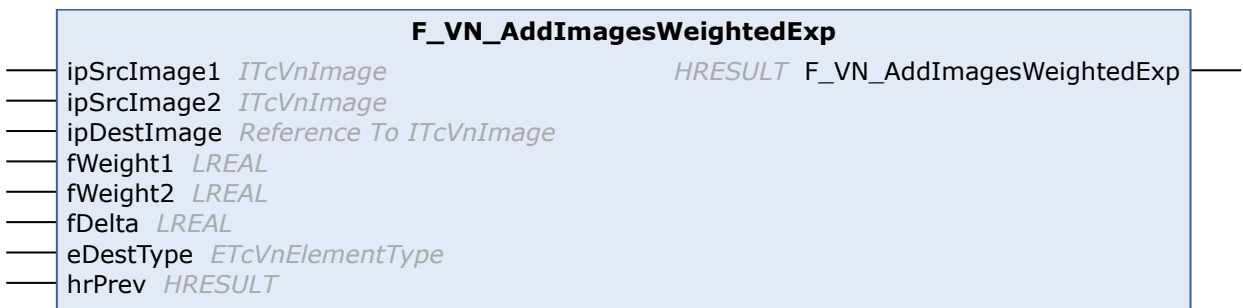 F_VN_AddImagesWeightedExp
ipSrcImage1 ITcVnImage HRESULT F_VN_AddImagesWeightedExp
ipSrcImage2 ITcVnImage
ipDestImage Reference To ITcVnImage
fWeight1 LREAL
fWeight2 LREAL
fDelta LREAL
eDestType ETcVnElementType
hrPrev HRESULT